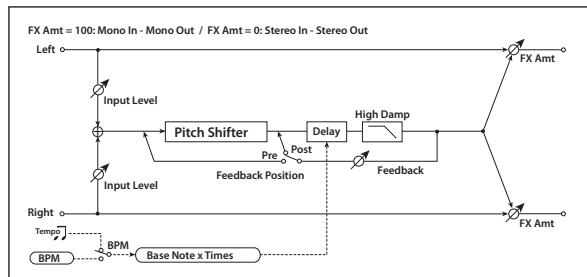 FX Amt = 100: Mono In - Mono Out / FX Amt = 0: Stereo In - Stereo Out
Left
FX Amt
Input Level
High Damp
Pitch Shifter
Delay
Pre
Post
Feedback Position
Feedback
Input Level
Right
FX Amt
Tempo
BPM
BPM
Base Note x Times